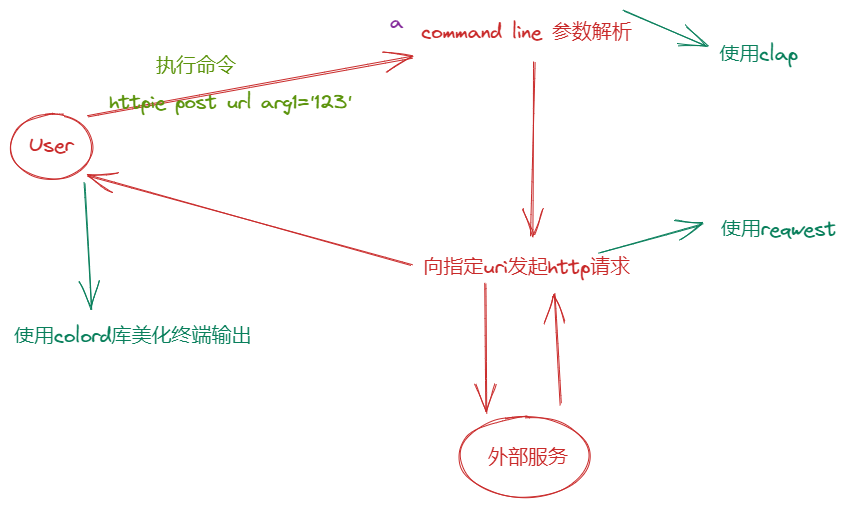 a
command line 参数解析
使用clap
执行命令
httpie post url arg1='123'
User
使用reqwest
向指定uri发起http请求
使用colord库美化终端输出
外部服务